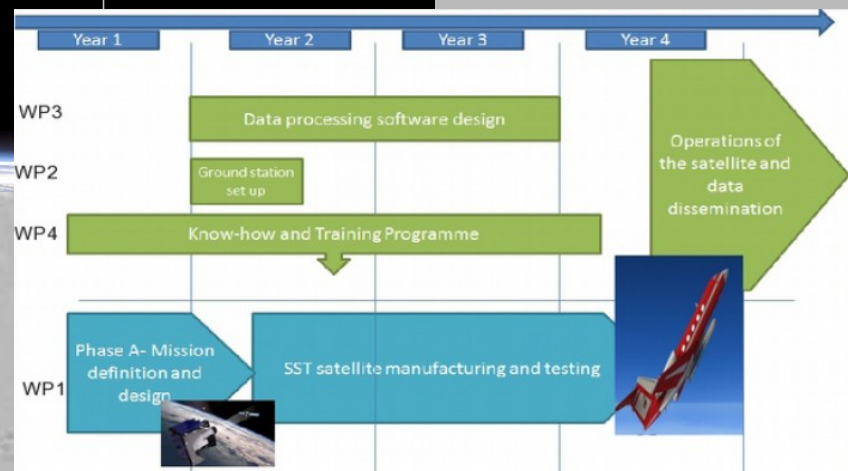 Year 1
Year 2
Year 3
Year 4
WP3
Data processing software design
WP2
Ground station
set up
Operations of
the satellite and
data
dissemination
WP4
Know-how and Training Programme
WP1
Phase A- Mission
definition and
design
SST satellite manufacturing and testing